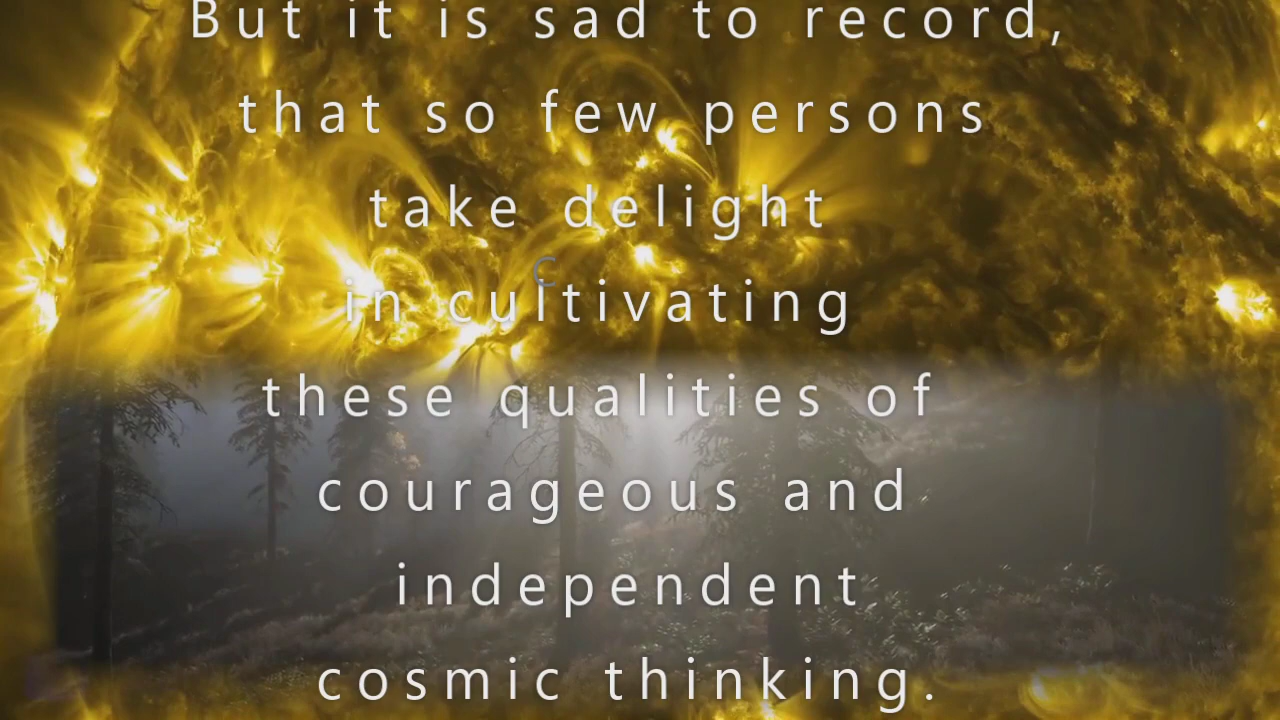 But it is sad to record,
that so few persons
take delight
in cultivating
these qualities of
courageous and
independent
cosmic thinking.